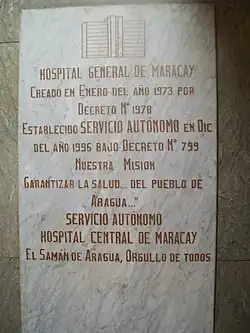 HOSPITAL GENERAL DE MARACAY
CREADO EN ENERO DEL AÑO 1973 POR
DECRETO Nº 1978
ESTABLECIDO SERVICIO AUTÓNOMO EN DIC
DEL AÑO 1996 BAJO DECRETO Nº 799
NUESTRA MISION
GARANTIZAR LA SALUD... DEL PUEBLO DE
ARAGUA..."
SERVICIO AUTÓNOMO
HOSPITAL CENTRAL DE MARACAY
EL SAMÁN DE ARAGUA, ORGULLO DE TODOS